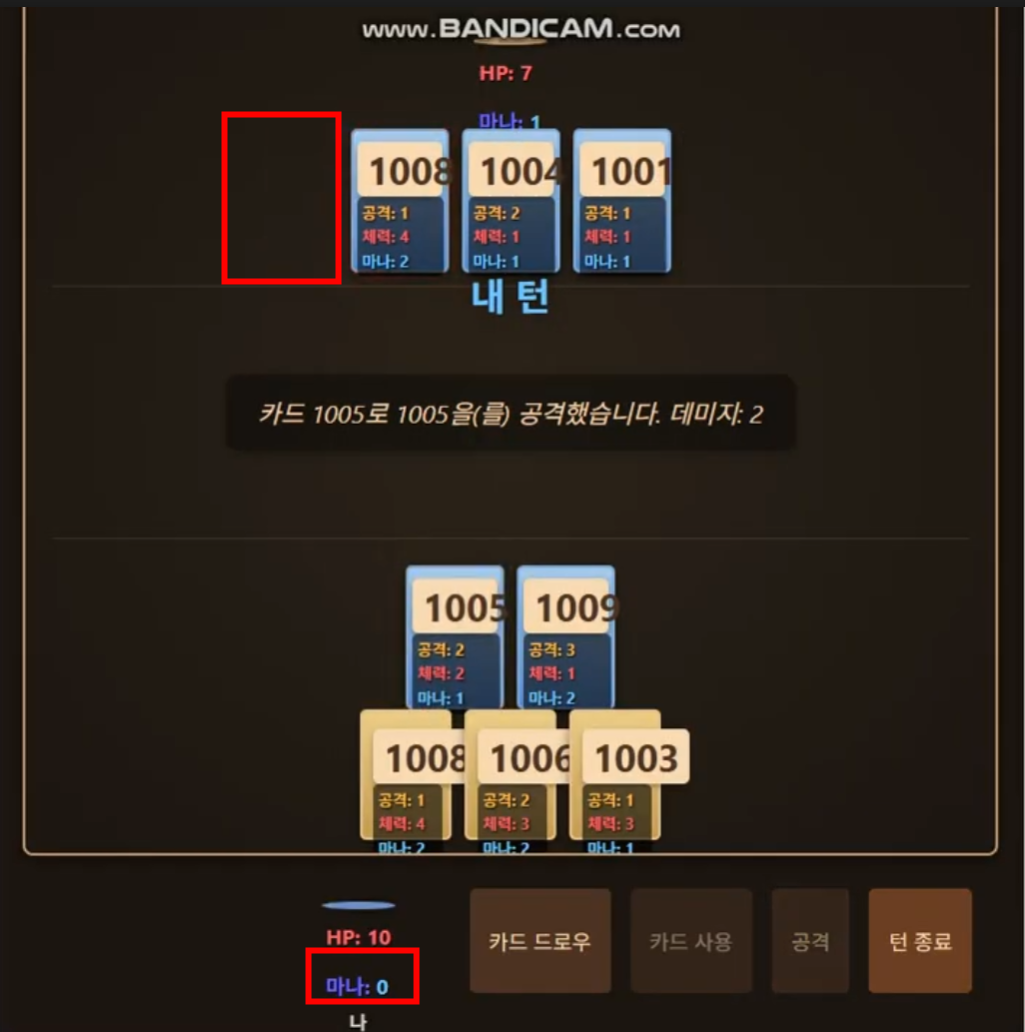 www.BANDICAM.com
HP: 7
마나: 1
1008 1004 1001
공격: 1 공격: 2 공격: 1
체력: 4 체력: 1 체력: 1
마나: 2 마나: 1 마나: 1
내 턴
카드 1005로 1005을(를) 공격했습니다. 데미지: 2
1005 1009
공격: 2 공격: 3
체력: 2 체력: 1
마나: 1 마나: 2
1008 1006 1003
공격: 1 공격: 2 공격: 1
체력: 4 체력: 3 체력: 3
마나: 2 마나: 2 마나: 1
HP: 10
마나: 0
나
카드 드로우 카드 사용 공격 턴 종료